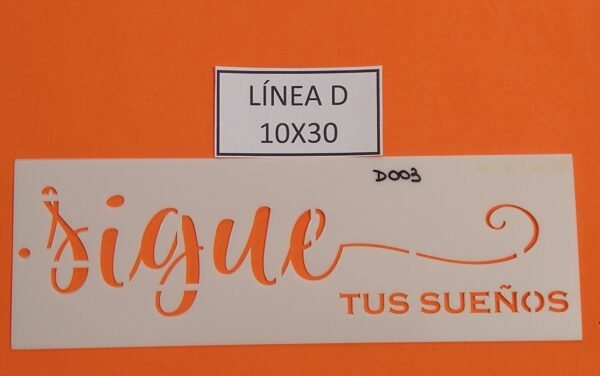 LÍNEA D
10X30
D003
sigue
TUS SUEÑOS